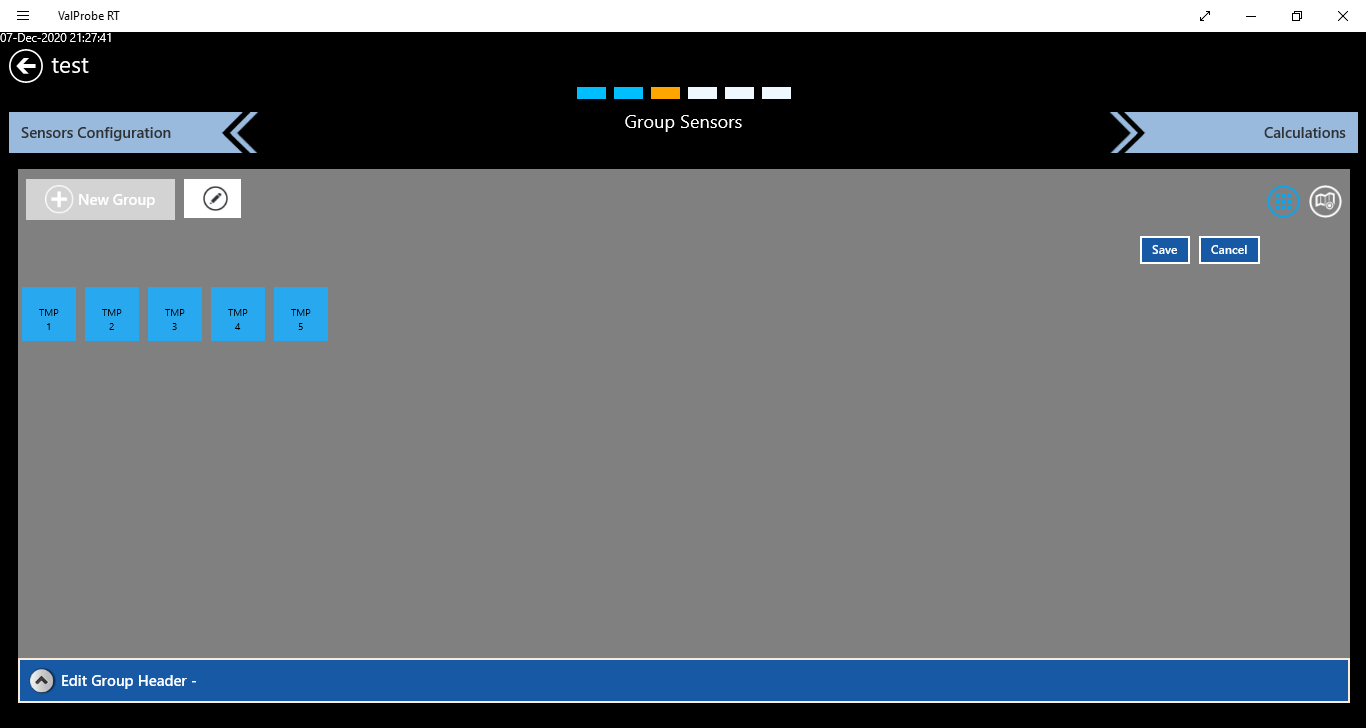 ValProbe RT
07-Dec-2020 21:27:41
test
Sensors Configuration
Group Sensors
Calculations
New Group
Save
Cancel
TMP
1
TMP
2
TMP
3
TMP
4
TMP
5
Edit Group Header -